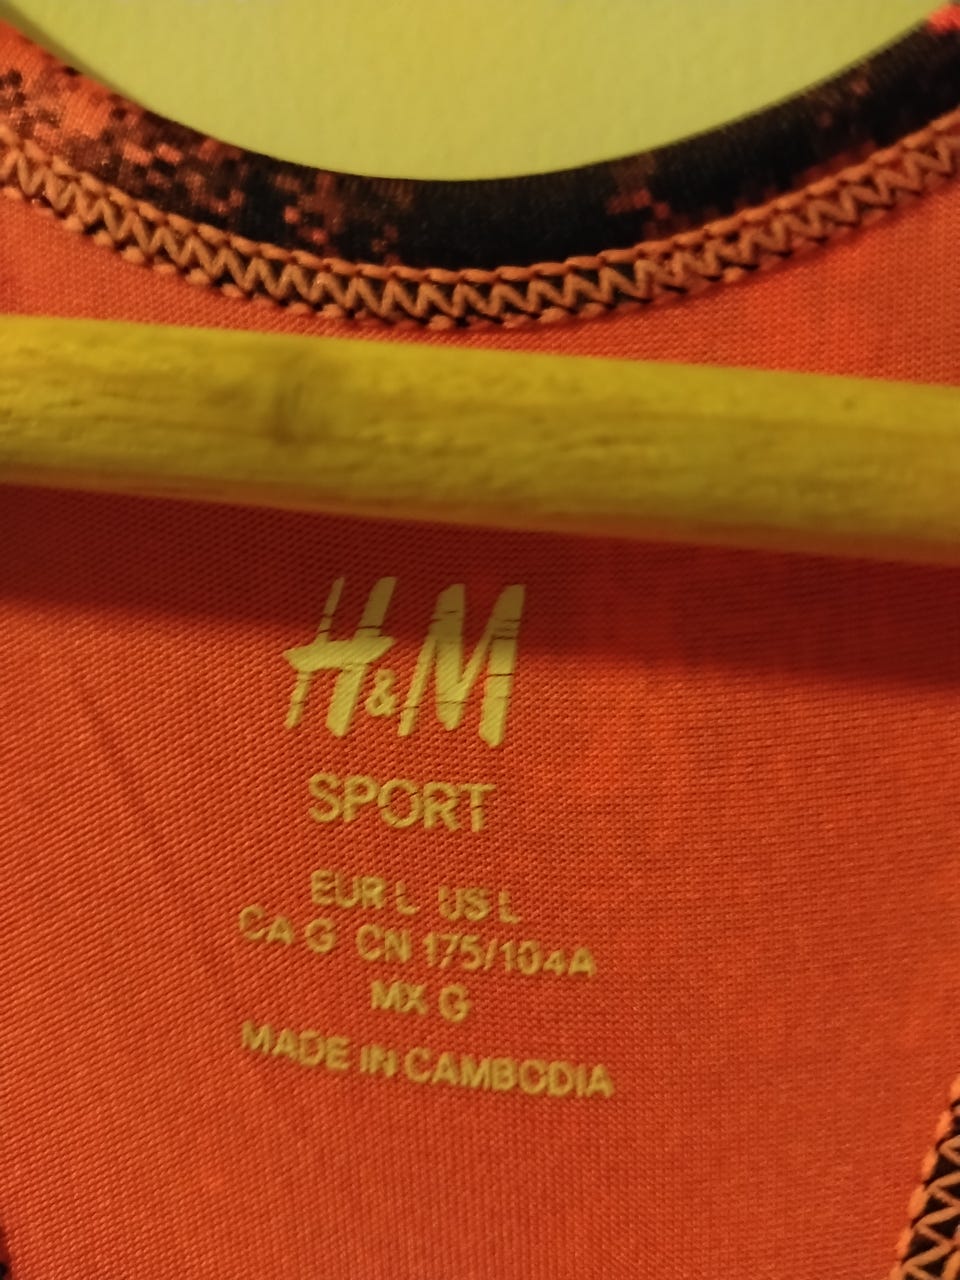 H&M
SPORT
EUR L US L
CA G CN 175/104A
MX G
MADE IN CAMBODIA